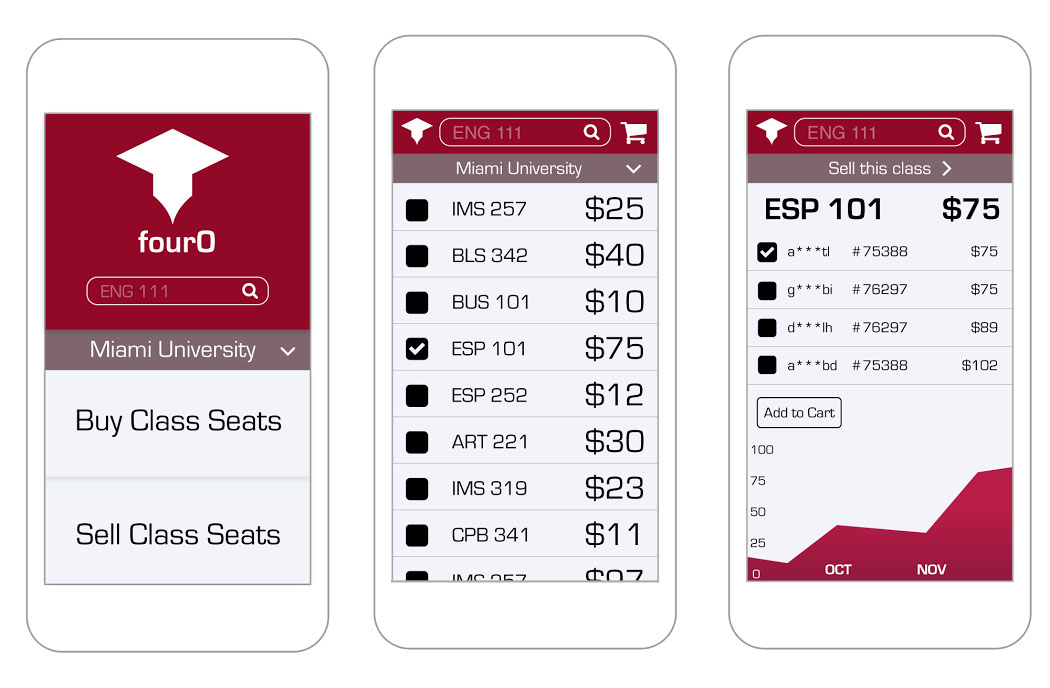 fourO
ENG 111
Miami University
Buy Class Seats
Sell Class Seats
ENG 111
Miami University
IMS 257 $25
BLS 342 $40
BUS 101 $10
ESP 101 $75
ESP 252 $12
ART 221 $30
IMS 319 $23
CPB 341 $11
ENG 111
Sell this class
ESP 101 $75
a***tl #75388 $75
g***bi #76297 $75
d***lh #76297 $89
a***bd #75388 $102
Add to Cart
100
75
50
25
0 OCT NOV